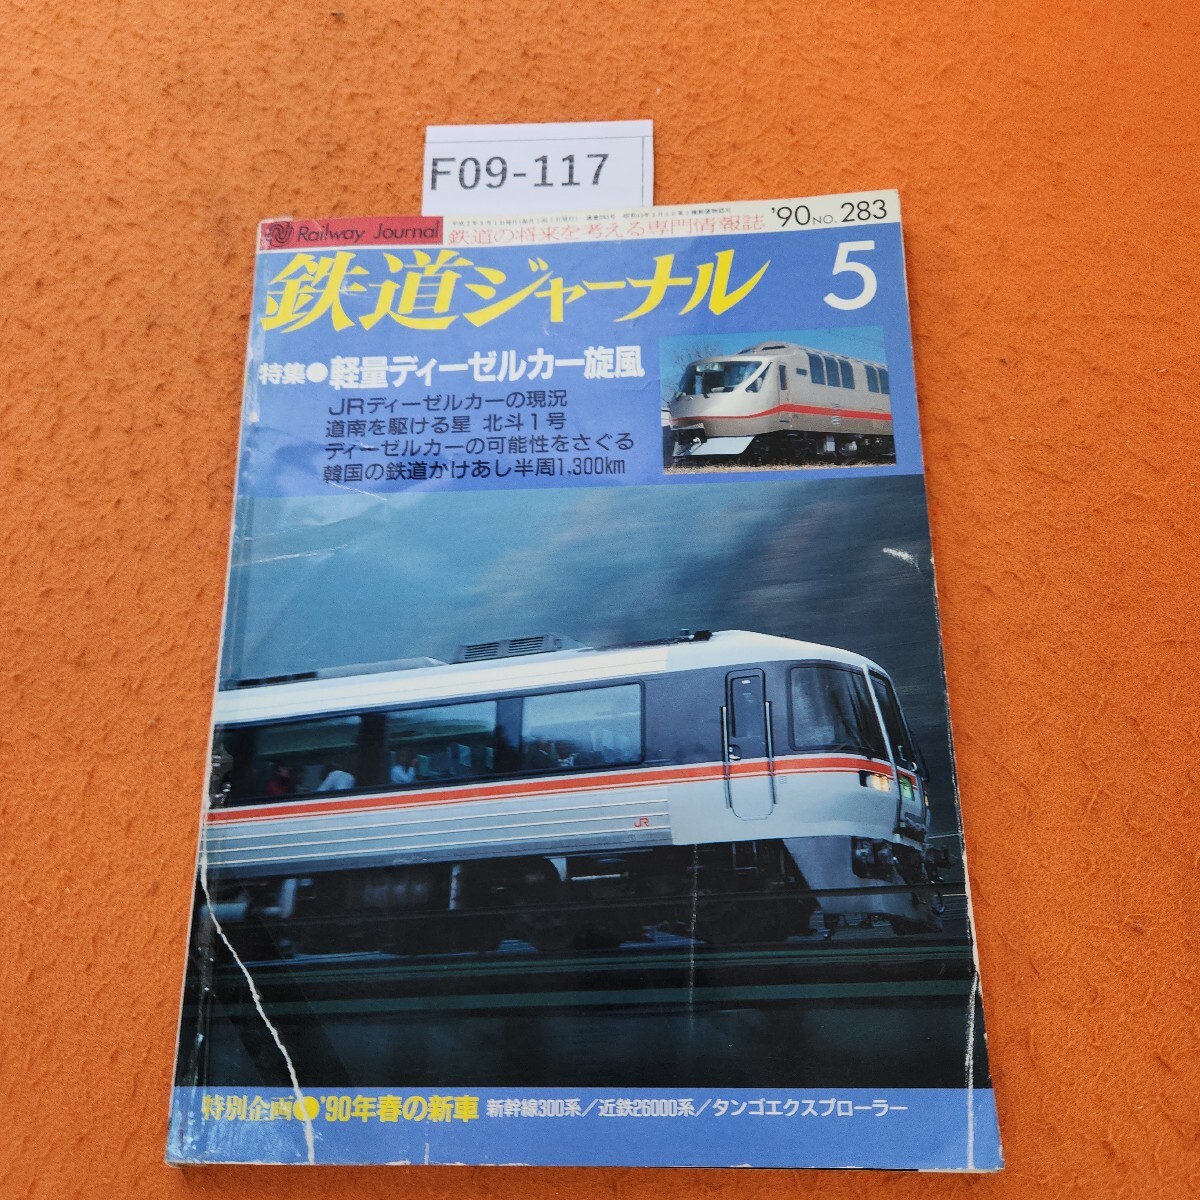 F09-117
Railway Journal
鉄道の将来を考える専門情報誌
'90 NO. 283
鉄道ジャーナル 5
特集●軽量ディーゼルカー旋風
JRディーゼルカーの現況
道南を駆ける星 北斗1号
ディーゼルカーの可能性をさぐる
韓国の鉄道かけあし半周1,300km
JR
特別企画●'90年春の新車 新幹線300系/近鉄26000系/タンゴエクスプローラー